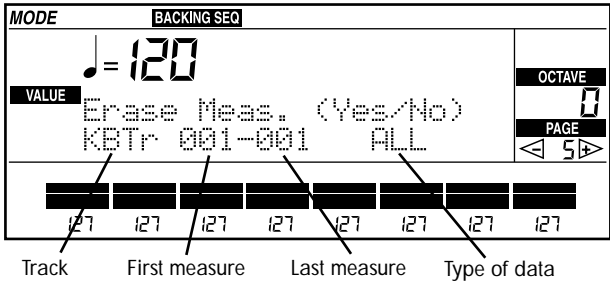 MODE BACKING SEQ
♩=120
OCTAVE
0
VALUE
Erase Meas. (Yes/No)
PAGE
KBTr 001-001 ALL
- 5 +
127 127 127 127 127 127 127 127
Track First measure Last measure Type of data